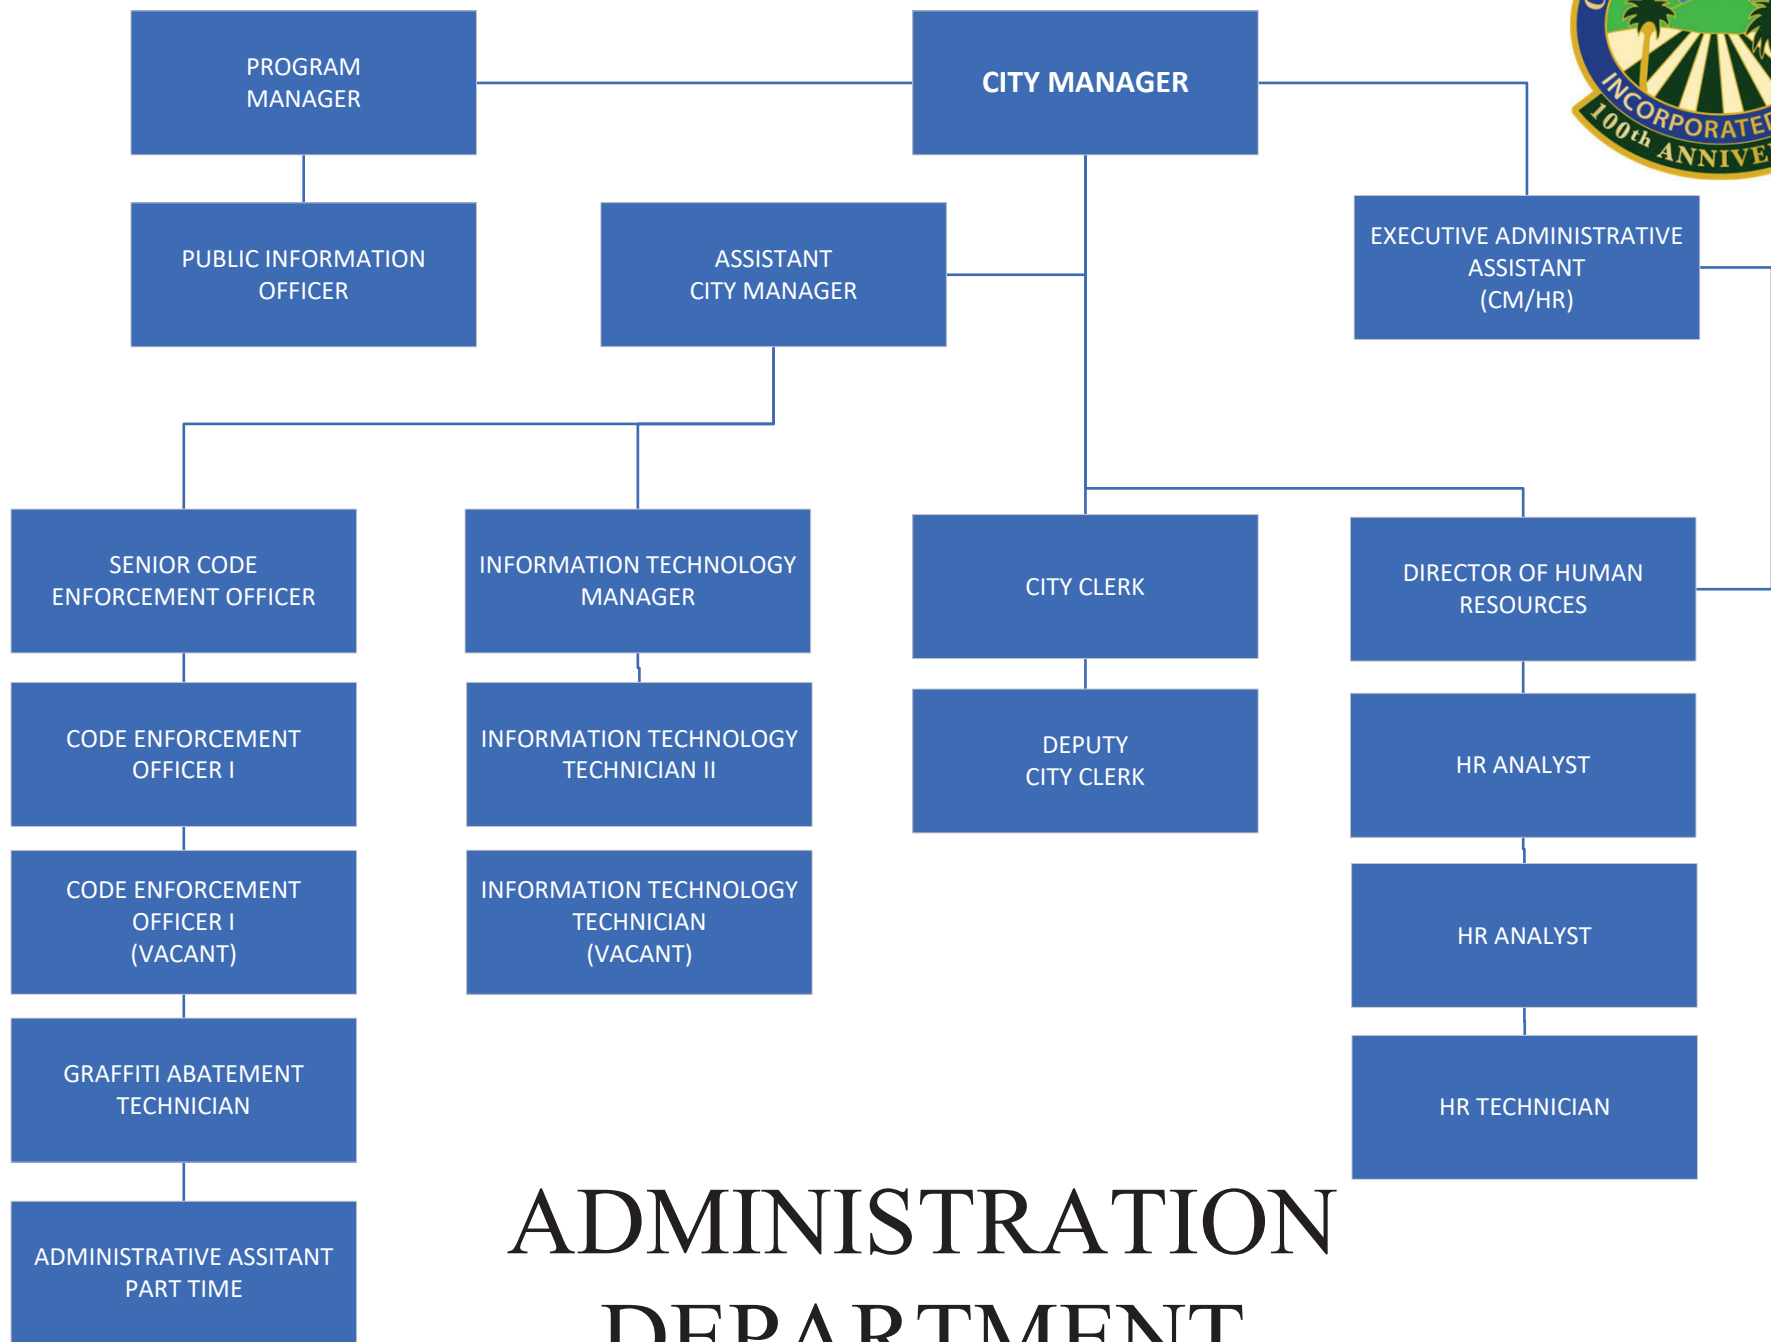 PROGRAM
MANAGER
CITY MANAGER
INCORPORATED
100th
PUBLIC INFORMATION
OFFICER
ASSISTANT
CITY MANAGER
EXECUTIVE ADMINISTRATIVE
ASSISTANT
(CM/HR)
SENIOR CODE
ENFORCEMENT OFFICER
INFORMATION TECHNOLOGY
MANAGER
CITY CLERK
DIRECTOR OF HUMAN
RESOURCES
CODE ENFORCEMENT
OFFICER I
INFORMATION TECHNOLOGY
TECHNICIAN II
DEPUTY
CITY CLERK
HR ANALYST
CODE ENFORCEMENT
OFFICER I
(VACANT)
INFORMATION TECHNOLOGY
TECHNICIAN
(VACANT)
HR ANALYST
GRAFFITI ABATEMENT
TECHNICIAN
HR TECHNICIAN
ADMINISTRATIVE ASSITANT
PART TIME
ADMINISTRATION
DEPARTMENT